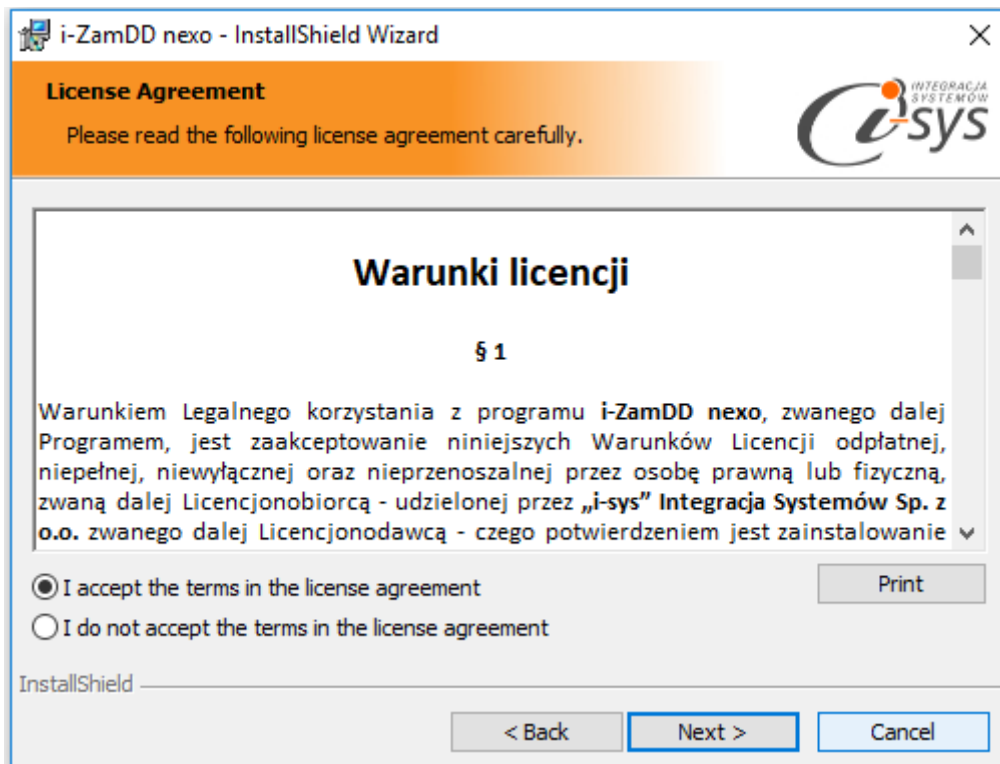 i-ZamDD nexo - InstallShield Wizard
License Agreement
Please read the following license agreement carefully.
INTEGRACJA
SYSTEMÓW
i-sys
Warunki licencji
§ 1
Warunkiem Legalnego korzystania z programu i-ZamDD nexo, zwanego dalej
Programem, jest zaakceptowanie niniejszych Warunków Licencji odpłatnej,
niepełnej, niewyłącznej oraz nieprzenoszalnej przez osobę prawną lub fizyczną,
zwaną dalej Licencjonobiorcą - udzielonej przez „i-sys” Integracja Systemów Sp. z
o.o. zwanego dalej Licencjonodawcą - czego potwierdzeniem jest zainstalowanie
I accept the terms in the license agreement
Print
I do not accept the terms in the license agreement
InstallShield
< Back
Next >
Cancel